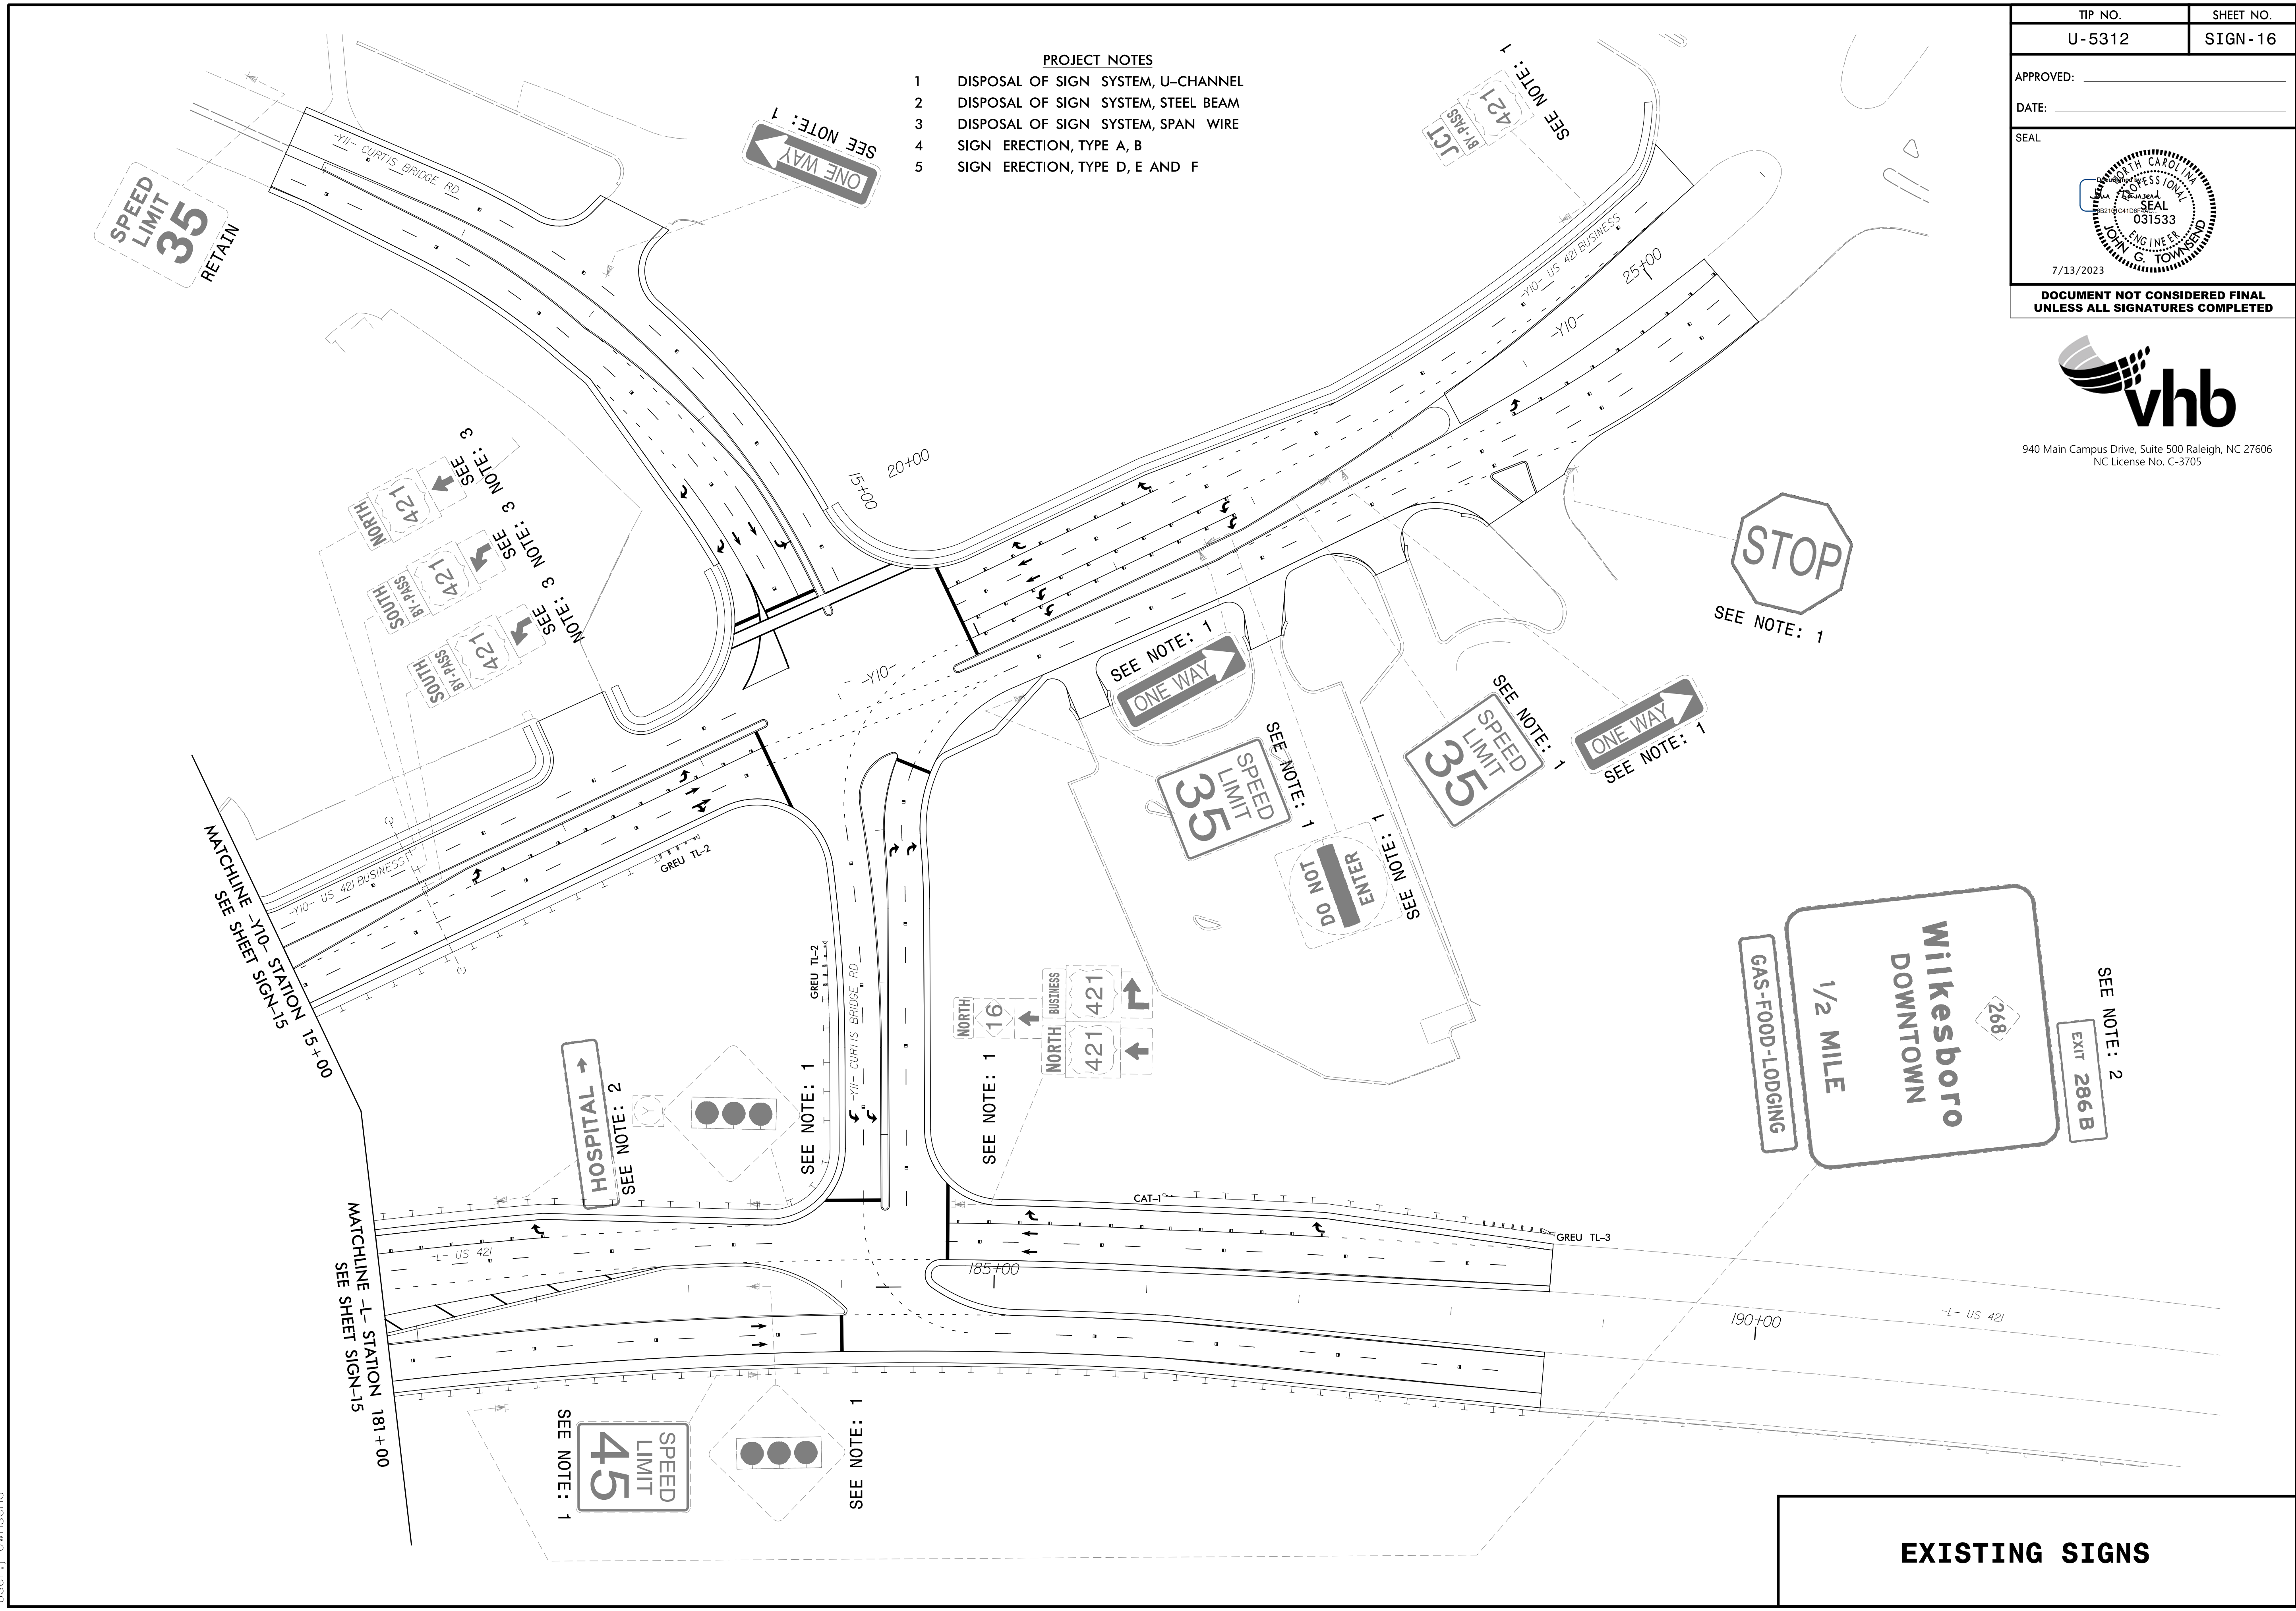 TIP NO.
SHEET NO.
U-5312
SIGN-16
APPROVED:
DATE:
SEAL
NORTH CAROLINA
PROFESSIONAL
SEAL
031533
ENGINEER
JOHN G. TOWNSEND
7/13/2023
DOCUMENT NOT CONSIDERED FINAL
UNLESS ALL SIGNATURES COMPLETED
vhb
940 Main Campus Drive, Suite 500 Raleigh, NC 27606
NC License No. C-3705
PROJECT NOTES
1 DISPOSAL OF SIGN SYSTEM, U-CHANNEL
2 DISPOSAL OF SIGN SYSTEM, STEEL BEAM
3 DISPOSAL OF SIGN SYSTEM, SPAN WIRE
4 SIGN ERECTION, TYPE A, B
5 SIGN ERECTION, TYPE D, E AND F
SPEED
LIMIT
35
RETAIN
-Y11- CURTIS BRIDGE RD
ONE WAY
SEE NOTE: 1
JCT
BY-PASS
421
SEE NOTE: 1
-Y10- US 421 BUSINESS
25+00
-Y10-
20+00
15+00
NORTH
421
SEE NOTE: 3
SOUTH
BY-PASS
421
SEE NOTE: 3
SOUTH
BY-PASS
421
SEE NOTE: 3
-Y10-
STOP
SEE NOTE: 1
SEE NOTE: 1
ONE WAY
SPEED
LIMIT
35
SEE NOTE: 1
SPEED
LIMIT
35
SEE NOTE: 1
ONE WAY
SEE NOTE: 1
DO NOT
ENTER
SEE NOTE: 1
MATCHLINE -Y10- STATION 15+00
SEE SHEET SIGN-15
-Y10- US 421 BUSINESS
GREU TL-2
GREU TL-2
-Y11- CURTIS BRIDGE RD
NORTH
16
BUSINESS
421
NORTH
421
SEE NOTE: 1
HOSPITAL
SEE NOTE: 2
SEE NOTE: 1
GAS-FOOD-LODGING
268
Wilkesboro
DOWNTOWN
1/2 MILE
EXIT 286 B
SEE NOTE: 2
MATCHLINE -L- STATION 181+00
SEE SHEET SIGN-15
-L- US 421
CAT-1
GREU TL-3
185+00
190+00
-L- US 421
SEE NOTE: 1
SPEED
LIMIT
45
SEE NOTE: 1
EXISTING SIGNS